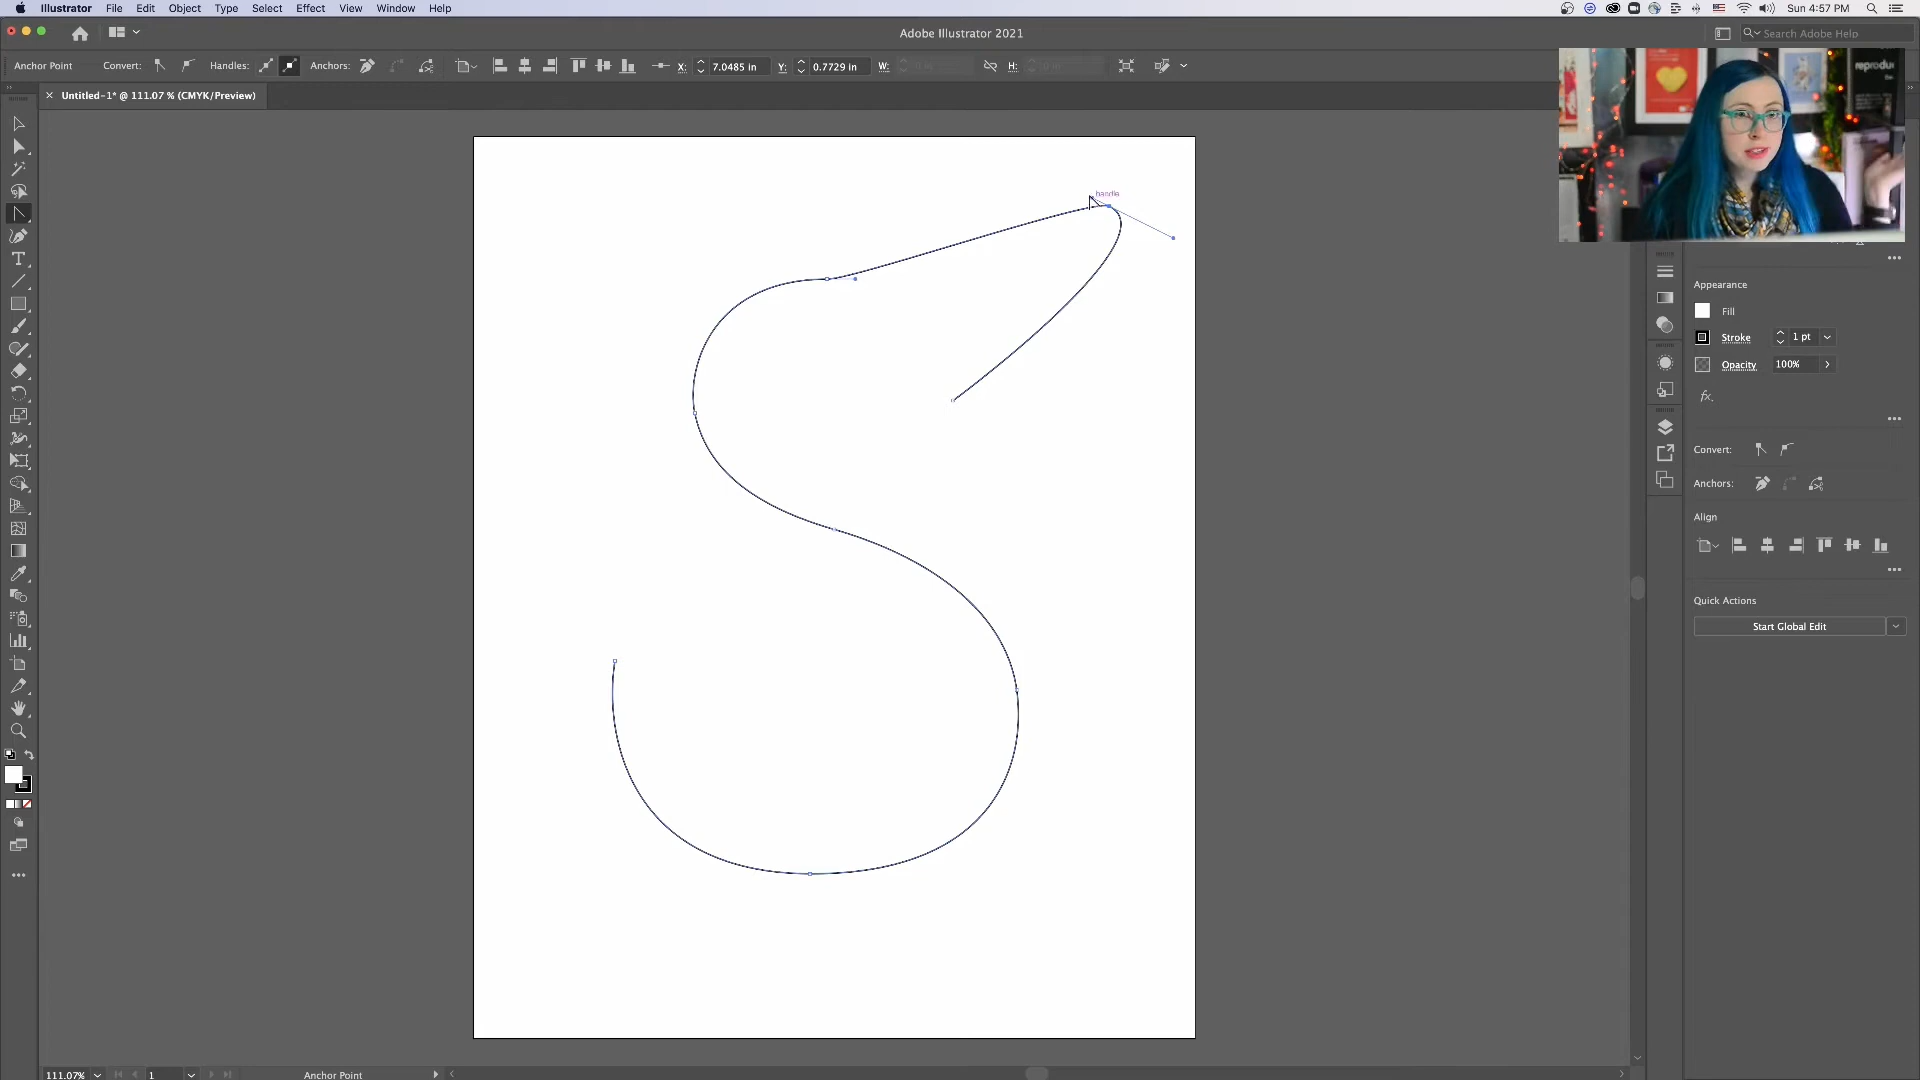 Illustrator File Edit Object Type Select Effect View Window Help
Sun 4:57 PM
Adobe Illustrator 2021
Search Adobe Help
Anchor Point Convert: Handles: Anchors: X: 7.0485 in Y: 0.7729 in W: H:
Untitled-1* @ 111.07 % (CMYK/Preview)
reprodu
handle
Appearance
Fill
Stroke 1 pt
Opacity 100%
fx.
Convert:
Anchors:
Align
Quick Actions
Start Global Edit
111.07% 1 Anchor Point